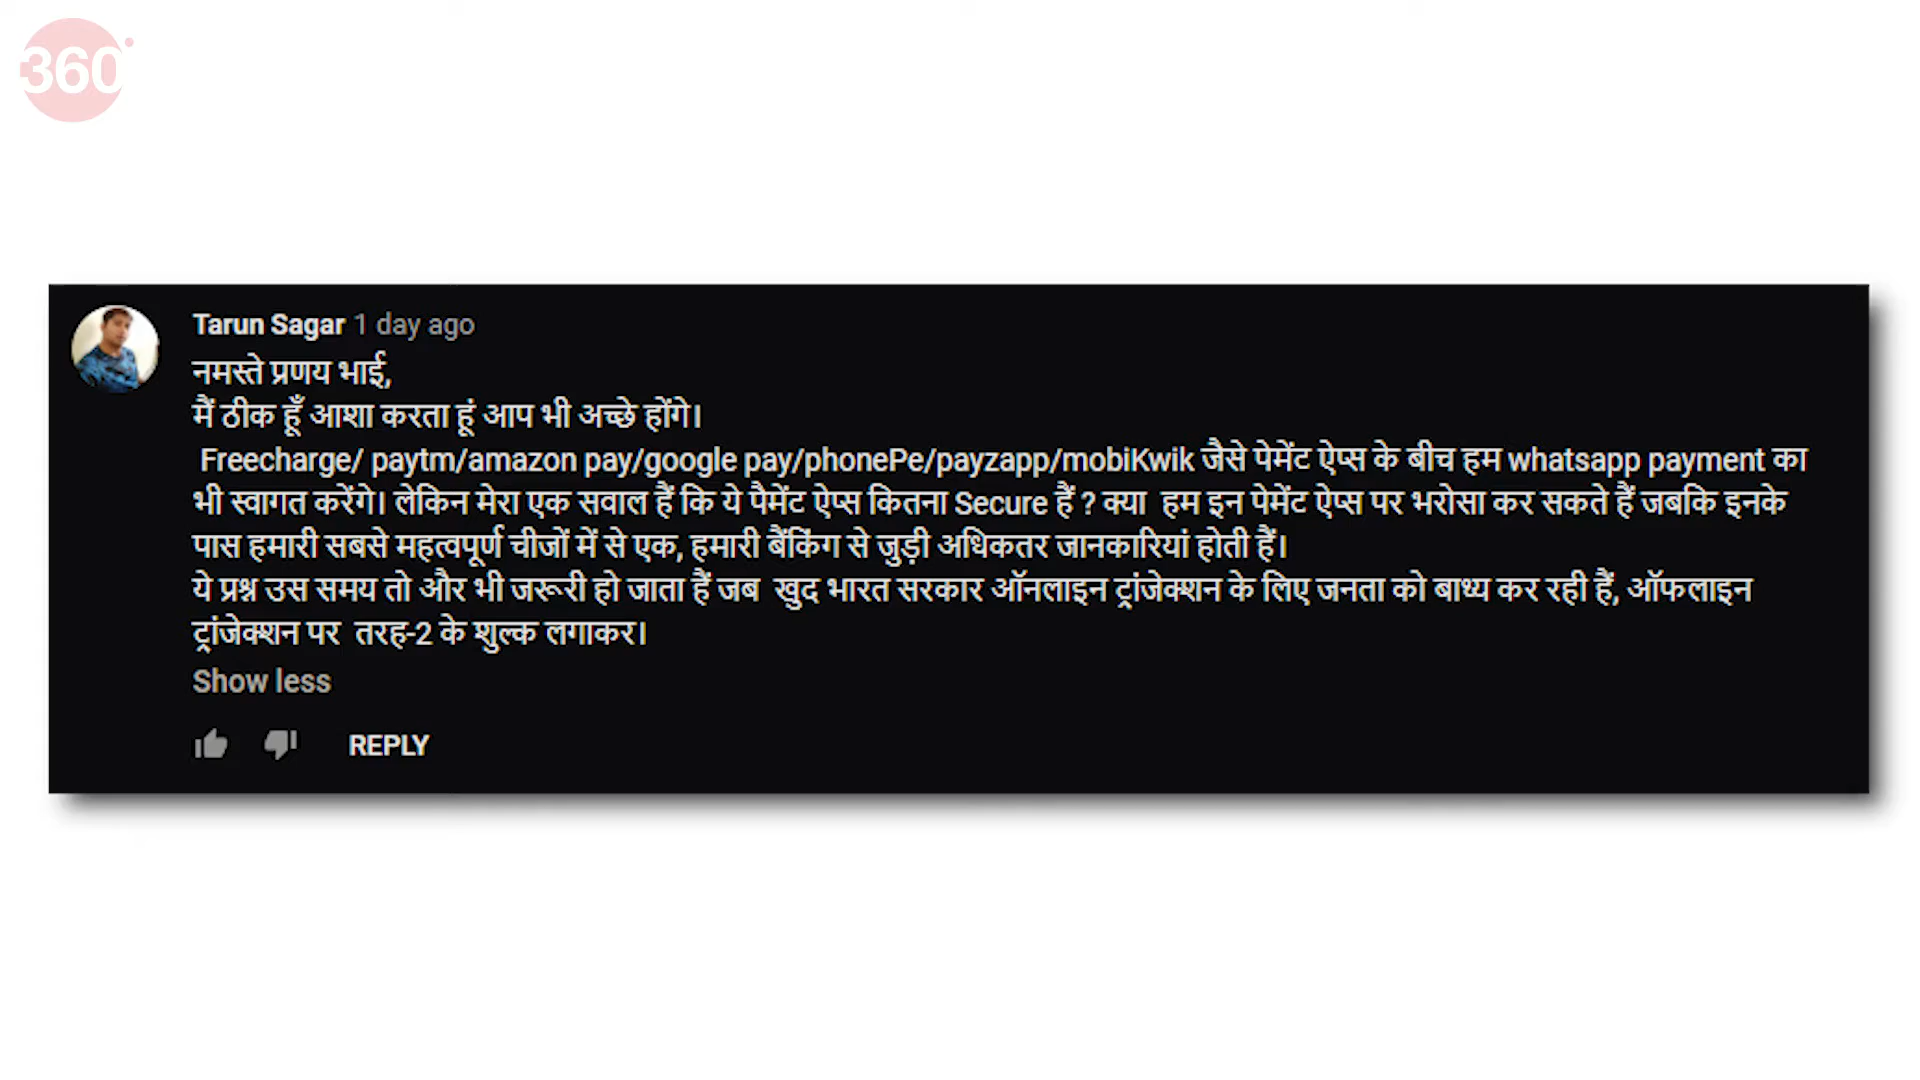 360°
Tarun Sagar 1 day ago
नमस्ते प्रणय भाई,
मैं ठीक हूँ आशा करता हूं आप भी अच्छे होंगे।
Freecharge/ paytm/amazon pay/google pay/phonePe/payzapp/mobiKwik जैसे पेमेंट ऐप्स के बीच हम whatsapp payment का
भी स्वागत करेंगे। लेकिन मेरा एक सवाल हैं कि ये पैमेंट ऐप्स कितना Secure हैं ? क्या हम इन पेमेंट ऐप्स पर भरोसा कर सकते हैं जबकि इनके
पास हमारी सबसे महत्वपूर्ण चीजों में से एक, हमारी बैंकिंग से जुड़ी अधिकतर जानकारियां होती हैं।
ये प्रश्न उस समय तो और भी जरूरी हो जाता हैं जब खुद भारत सरकार ऑनलाइन ट्रांजेक्शन के लिए जनता को बाध्य कर रही हैं, ऑफलाइन
ट्रांजेक्शन पर तरह-2 के शुल्क लगाकर।
Show less
REPLY